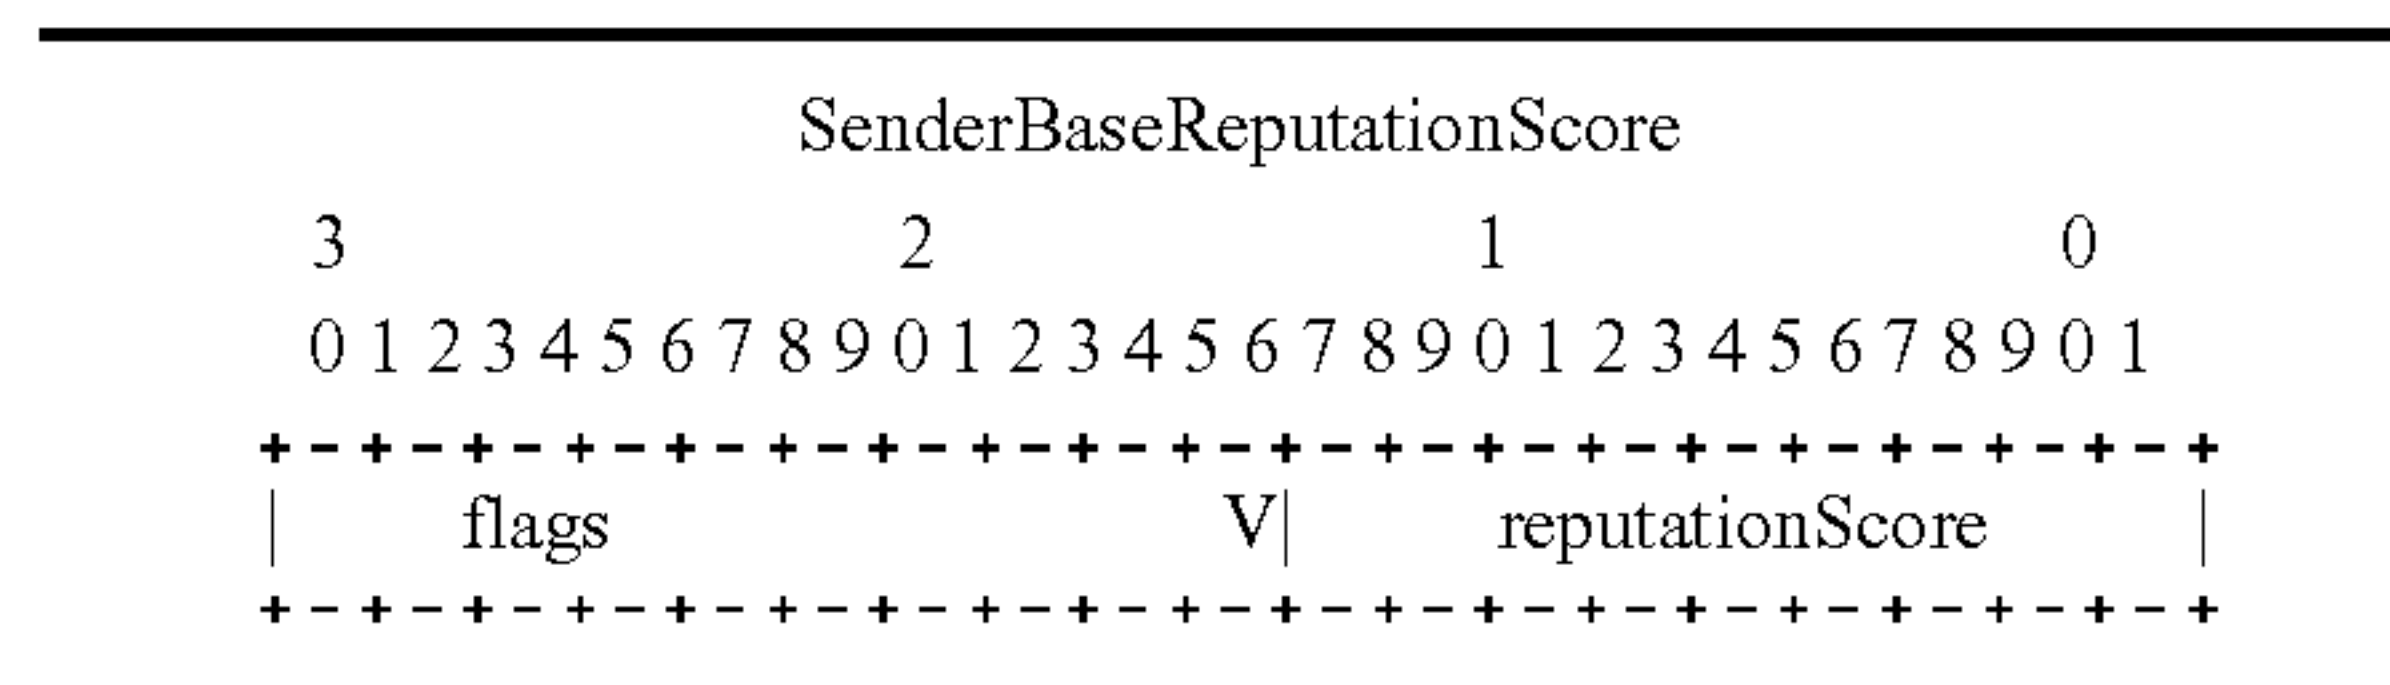 SenderBaseReputationScore
3 2 1 0
0 1 2 3 4 5 6 7 8 9 0 1 2 3 4 5 6 7 8 9 0 1 2 3 4 5 6 7 8 9 0 1
+ - + - + - + - + - + - + - + - + - + - + - + - + - + - + - + - + - + - + - +
| flags V| reputationScore |
+ - + - + - + - + - + - + - + - + - + - + - + - + - + - + - + - + - + - + - +